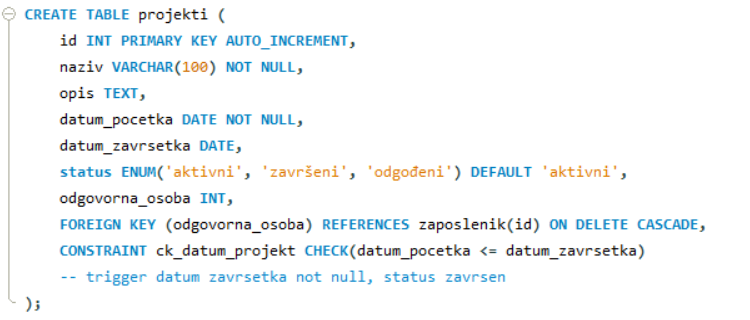 CREATE TABLE projekti (
id INT PRIMARY KEY AUTO_INCREMENT,
naziv VARCHAR(100) NOT NULL,
opis TEXT,
datum_pocetka DATE NOT NULL,
datum_zavrsetka DATE,
status ENUM('aktivni', 'završeni', 'odgođeni') DEFAULT 'aktivni',
odgovorna_osoba INT,
FOREIGN KEY (odgovorna_osoba) REFERENCES zaposlenik(id) ON DELETE CASCADE,
CONSTRAINT ck_datum_projekt CHECK(datum_pocetka <= datum_zavrsetka)
-- trigger datum zavrsetka not null, status zavrsen
);